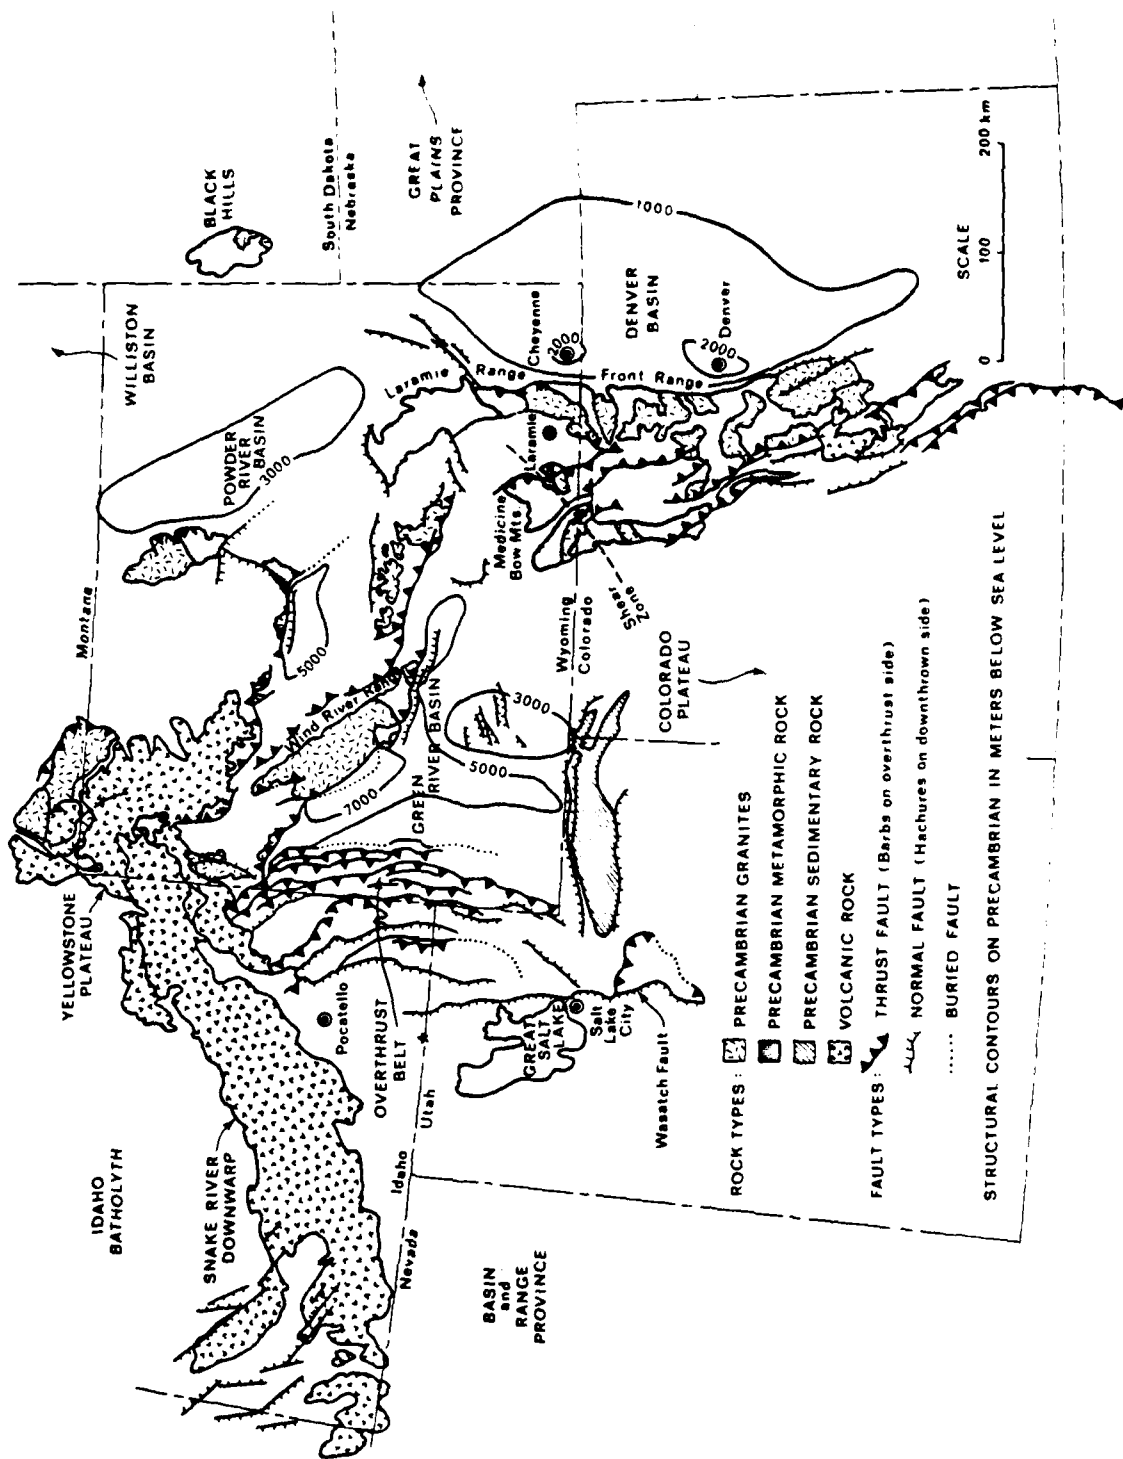 IDAHO
BATHOLYTH
SNAKE RIVER
DOWNWARP
YELLOWSTONE
PLATEAU
Montana
WILLISTON
BASIN
BLACK
HILLS
POWDER
RIVER
BASIN
3000
South Dakota
Nebraska
GREAT
PLAINS
PROVINCE
5000
Wind River Range
7000
GREEN
RIVER BASIN
5000
3000
Laramie Range
Cheyenne
2000
Laramie
Medicine
Bow Mts.
Front Range
DENVER
BASIN
1000
Denver
2000
Wyoming
Colorado
Shear
Zone
COLORADO
PLATEAU
Pocatello
OVERTHRUST
BELT
Idaho
Utah
Nevada
BASIN
and
RANGE
PROVINCE
GREAT
SALT
LAKE
Salt
Lake
City
Wasatch Fault
SCALE
0 100 200 km
ROCK TYPES: PRECAMBRIAN GRANITES
PRECAMBRIAN METAMORPHIC ROCK
PRECAMBRIAN SEDIMENTARY ROCK
VOLCANIC ROCK
FAULT TYPES: THRUST FAULT (Barbs on overthrust side)
NORMAL FAULT (Hachures on downthrown side)
BURIED FAULT
STRUCTURAL CONTOURS ON PRECAMBRIAN IN METERS BELOW SEA LEVEL